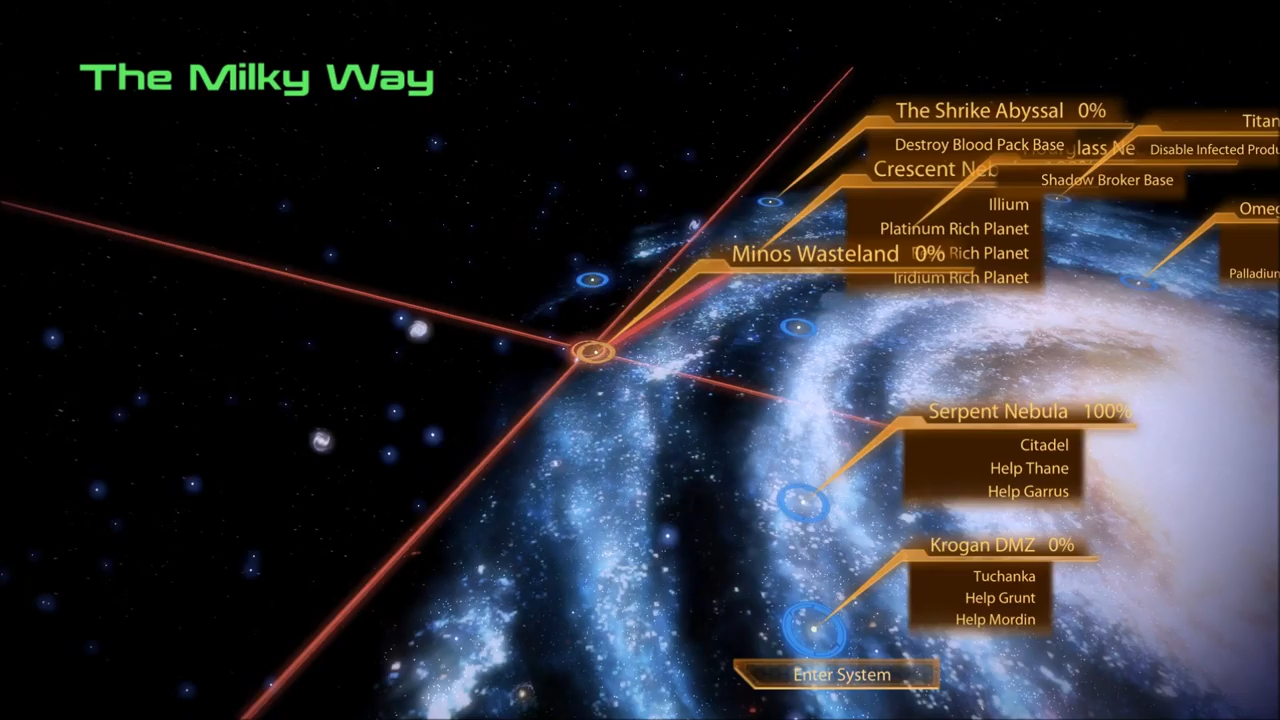 The Milky Way
The Shrike Abyssal 0%
Destroy Blood Pack Base
Titan
Disable Infected Produ
glass Ne
Shadow Broker Base
Crescent Neb
Illium
Platinum Rich Planet
Rich Planet
Iridium Rich Planet
Omeg
Palladiun
Minos Wasteland 0%
Serpent Nebula 100%
Citadel
Help Thane
Help Garrus
Krogan DMZ 0%
Tuchanka
Help Grunt
Help Mordin
Enter System